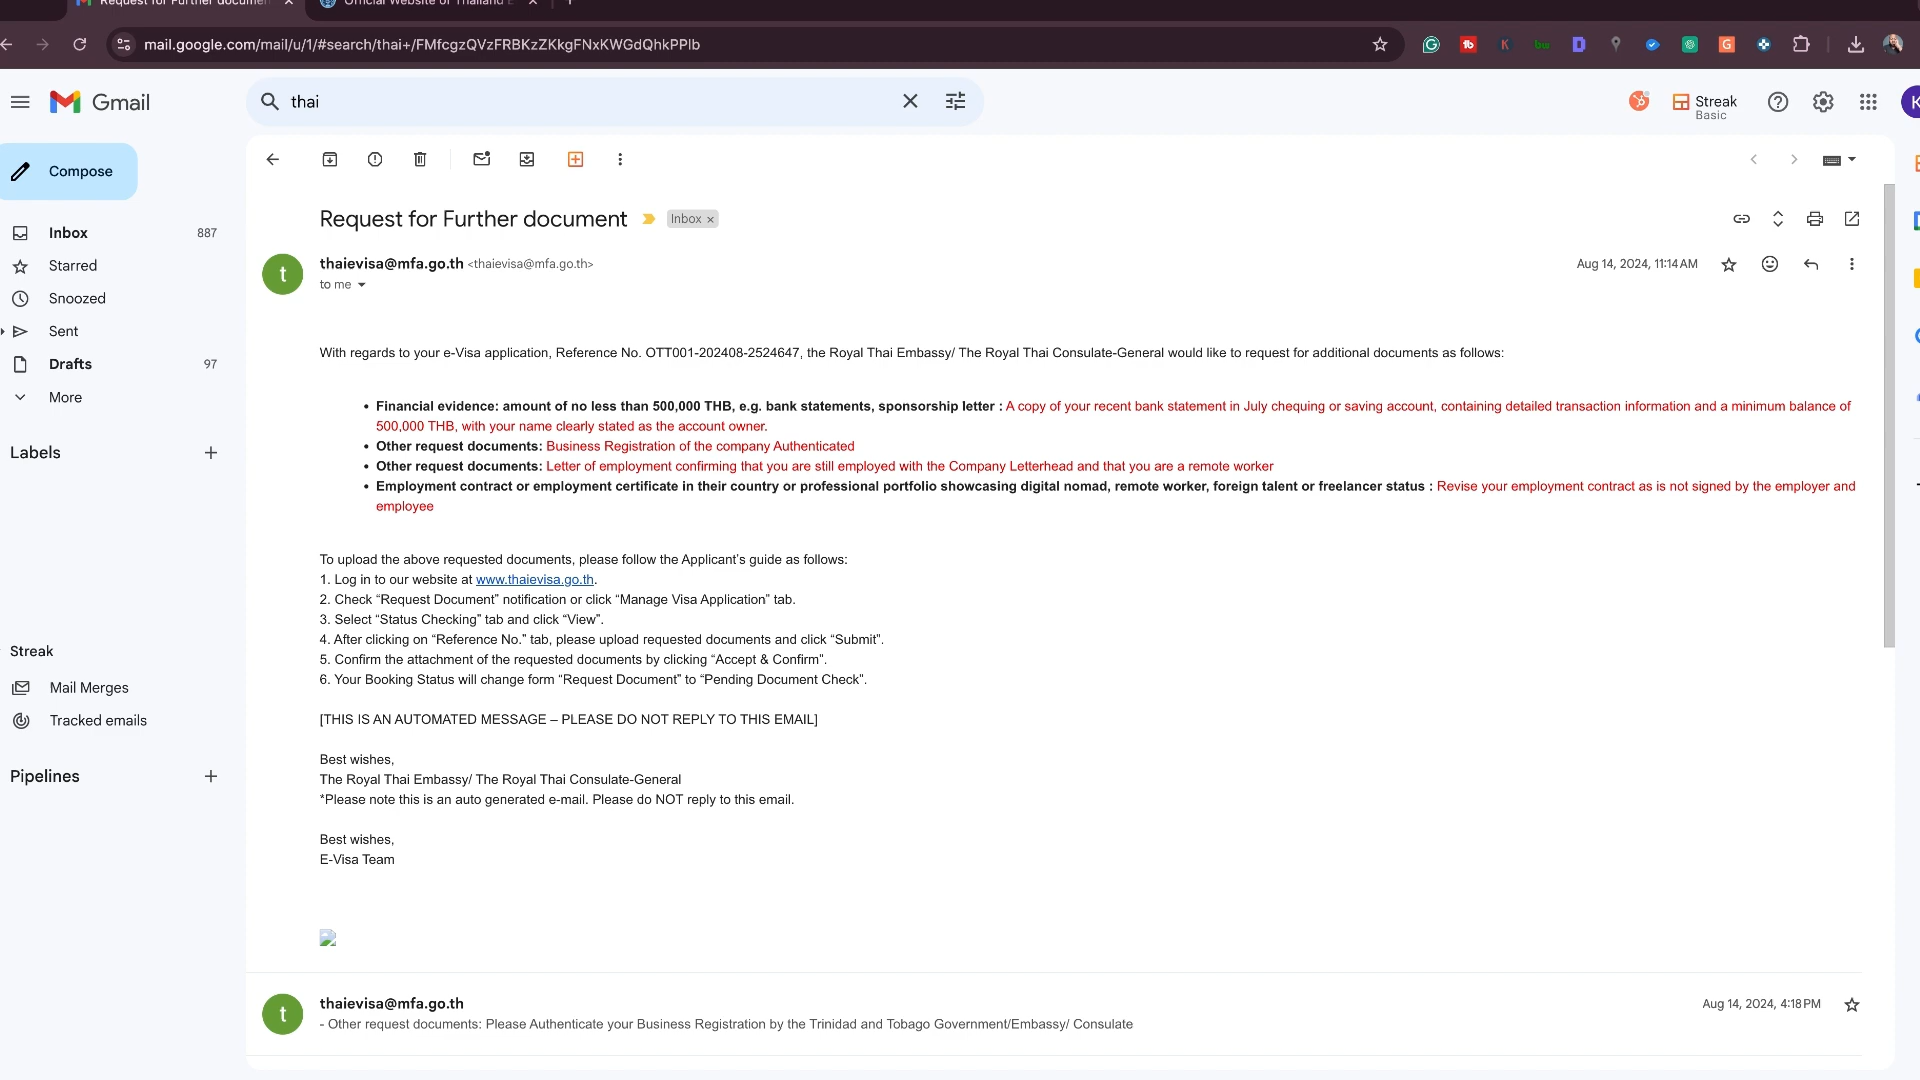 Request for Further documen
Official Website of Thailand E
mail.google.com/mail/u/1/#search/thai+/FMfcgzQVzFRBKzZKkgFNxKWGdQhkPPlb
Gmail
thai
Streak
Basic
Compose
Inbox 887
Starred
Snoozed
Sent
Drafts 97
More
Labels
Streak
Mail Merges
Tracked emails
Pipelines
Request for Further document Inbox ×
t
thaievisa@mfa.go.th <thaievisa@mfa.go.th>
Aug 14, 2024, 11:14 AM
to me
With regards to your e-Visa application, Reference No. OTT001-202408-2524647, the Royal Thai Embassy/ The Royal Thai Consulate-General would like to request for additional documents as follows:
• Financial evidence: amount of no less than 500,000 THB, e.g. bank statements, sponsorship letter : A copy of your recent bank statement in July chequing or saving account, containing detailed transaction information and a minimum balance of
500,000 THB, with your name clearly stated as the account owner.
• Other request documents: Business Registration of the company Authenticated
• Other request documents: Letter of employment confirming that you are still employed with the Company Letterhead and that you are a remote worker
• Employment contract or employment certificate in their country or professional portfolio showcasing digital nomad, remote worker, foreign talent or freelancer status : Revise your employment contract as is not signed by the employer and
employee
To upload the above requested documents, please follow the Applicant's guide as follows:
1. Log in to our website at www.thaievisa.go.th.
2. Check “Request Document” notification or click “Manage Visa Application” tab.
3. Select “Status Checking” tab and click “View”.
4. After clicking on “Reference No.” tab, please upload requested documents and click “Submit”.
5. Confirm the attachment of the requested documents by clicking “Accept & Confirm”.
6. Your Booking Status will change form “Request Document” to “Pending Document Check”.
[THIS IS AN AUTOMATED MESSAGE – PLEASE DO NOT REPLY TO THIS EMAIL]
Best wishes,
The Royal Thai Embassy/ The Royal Thai Consulate-General
*Please note this is an auto generated e-mail. Please do NOT reply to this email.
Best wishes,
E-Visa Team
t
thaievisa@mfa.go.th
Aug 14, 2024, 4:18 PM
- Other request documents: Please Authenticate your Business Registration by the Trinidad and Tobago Government/Embassy/ Consulate